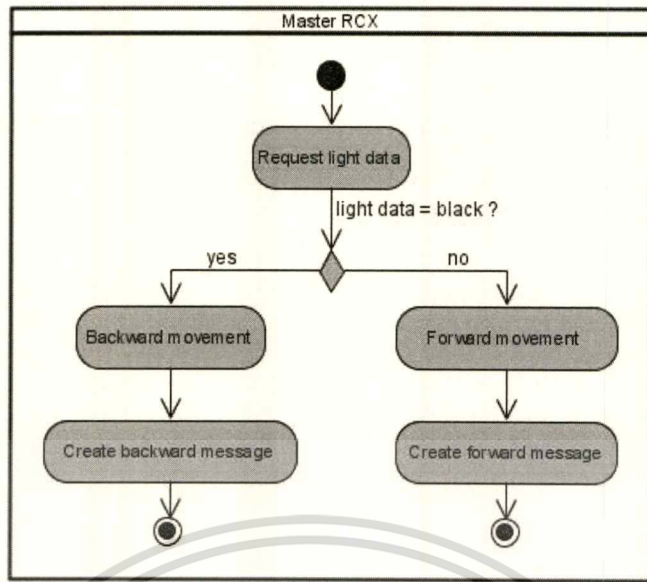 Master RCX
Request light data
light data = black ?
yes
no
Backward movement
Forward movement
Create backward message
Create forward message